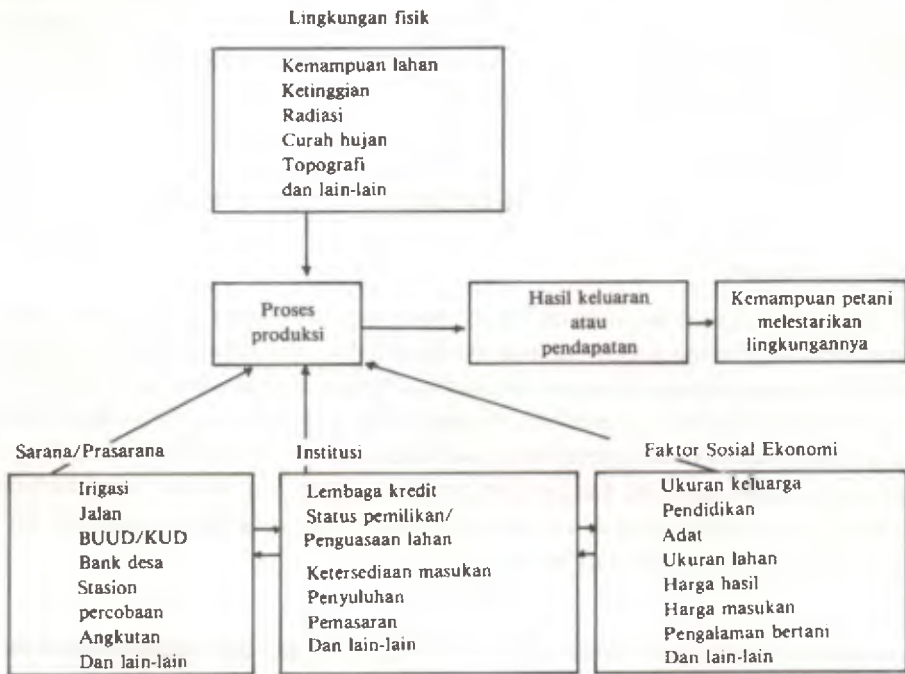 Lingkungan fisik
Kemampuan lahan
Ketinggian
Radiasi
Curah hujan
Topografi
dan lain-lain
Proses
produksi
Hasil keluaran
atau
pendapatan
Kemampuan petani
melestarikan
lingkungannya
Sarana/Prasarana
Irigasi
Jalan
BUUD/KUD
Bank desa
Stasion
percobaan
Angkutan
Dan lain-lain
Institusi
Lembaga kredit
Status pemilikan/
Penguasaan lahan
Ketersediaan masukan
Penyuluhan
Pemasaran
Dan lain-lain
Faktor Sosial Ekonomi
Ukuran keluarga
Pendidikan
Adat
Ukuran lahan
Harga hasil
Harga masukan
Pengalaman bertani
Dan lain-lain